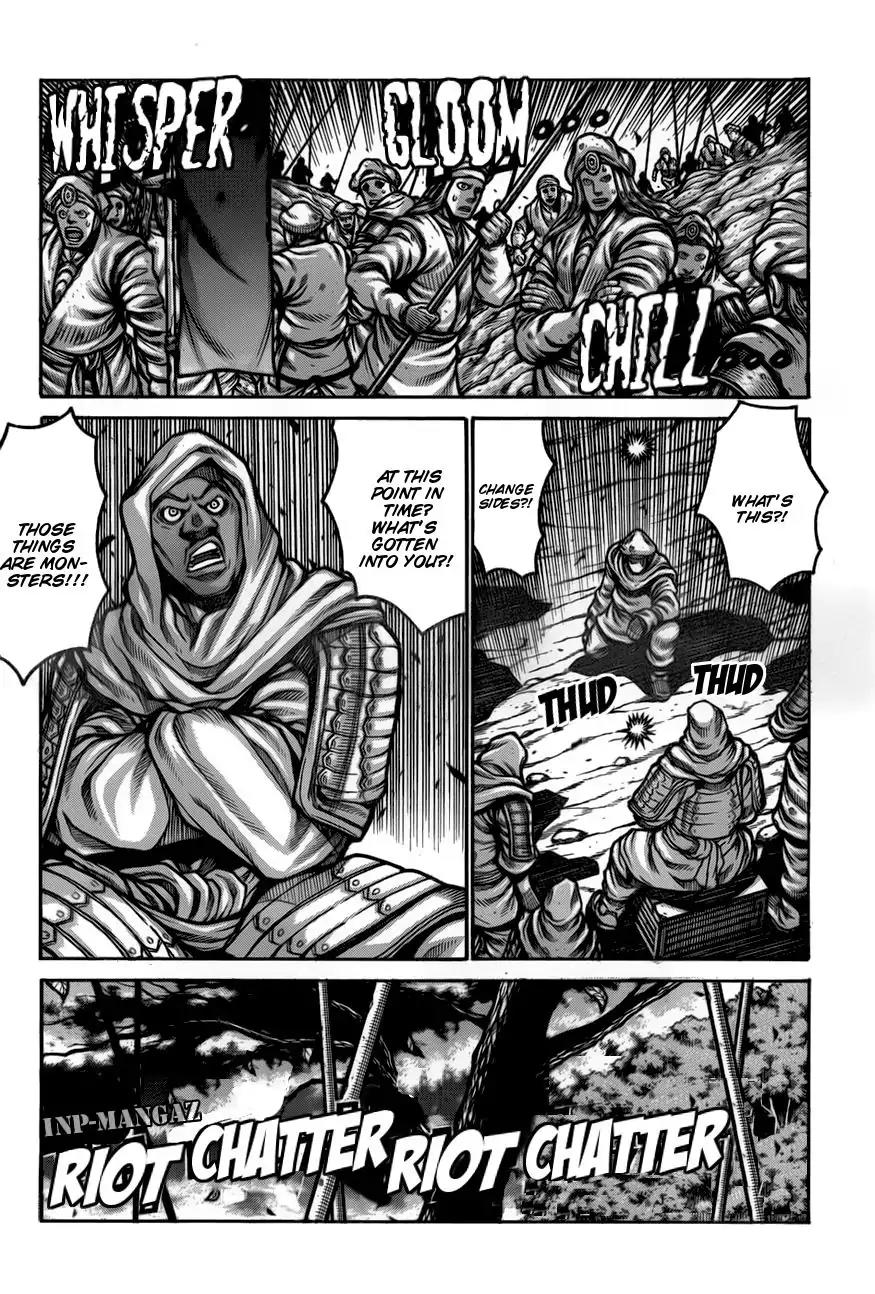 WHISPER
GLOOM...
CHILL...
WHAT'S
THIS?!
CHANGE
SIDES?!
THUD
THUD
AT THIS
POINT IN
TIME?
WHAT'S
GOTTEN
INTO YOU?!
THOSE
THINGS
ARE MON-
STERS!!!
INP-MANGAZ
RIOT CHATTER RIOT CHATTER